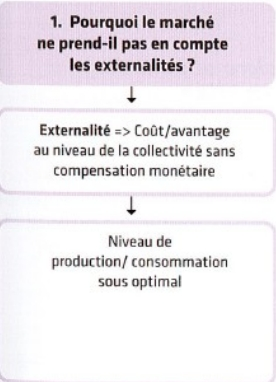 1. Pourquoi le marché
ne prend-il pas en compte
les externalités ?
Externalité => Coût/avantage
au niveau de la collectivité sans
compensation monétaire
Niveau de
production/ consommation
sous optimal